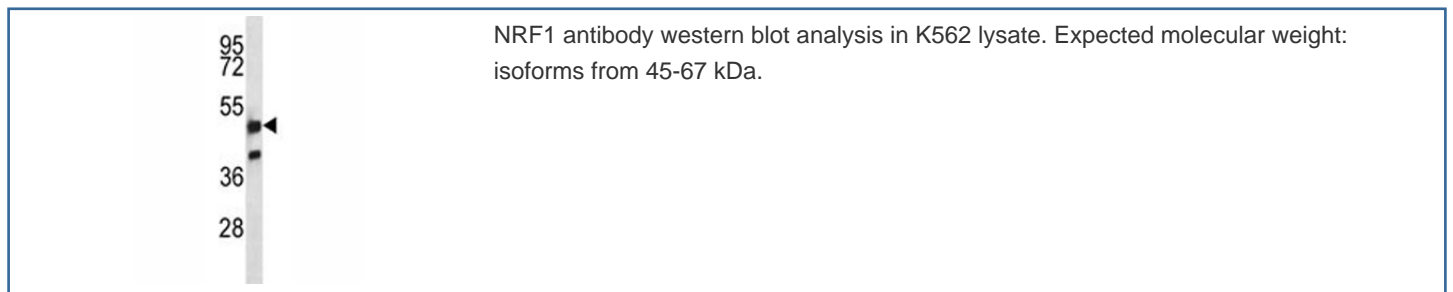 95
72
55
36
28
NRF1 antibody western blot analysis in K562 lysate. Expected molecular weight:
isoforms from 45-67 kDa.